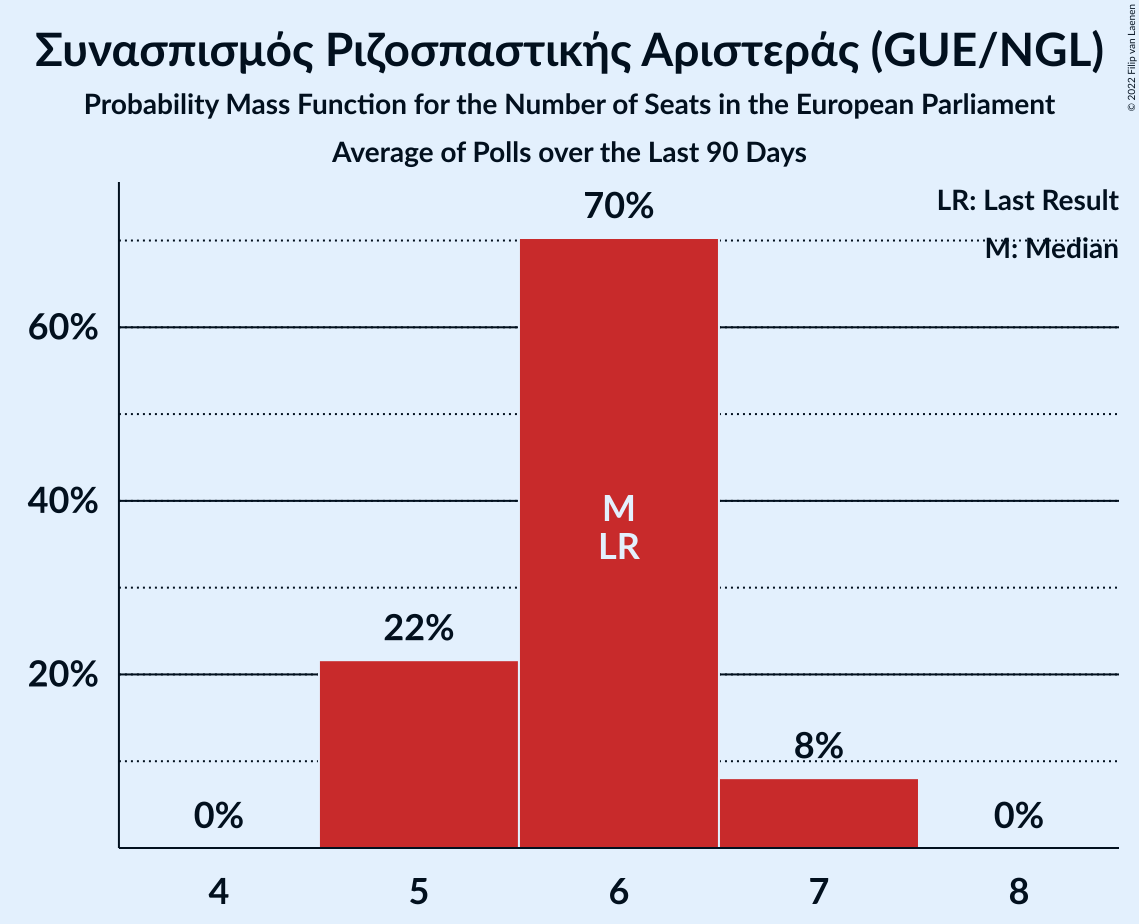 Συνασπισμός Ριζοσπαστικής Αριστεράς (GUE/NGL)
Probability Mass Function for the Number of Seats in the European Parliament
Average of Polls over the Last 90 Days
© 2022 Filip van Laenen
LR: Last Result
M: Median
70%
60%
40%
M
LR
22%
20%
8%
0%
0%
4
5
6
7
8